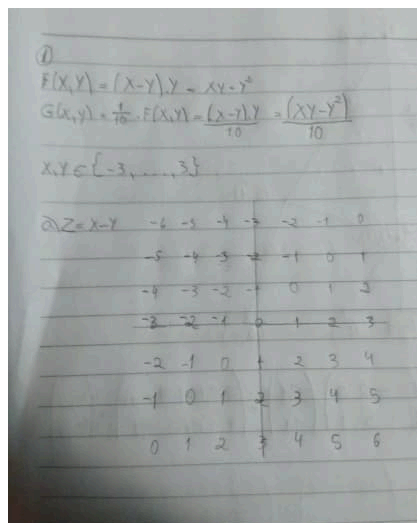 ①
F(X,Y) = (X-Y).Y = XY-Y²
G(X,Y) = 1/10 . F(X,Y) = (X-Y).Y/10 = (XY-Y²)/10
X,Y ∈ {-3, ..., 3}
a) Z = X-Y -6 -5 -4 -3 -2 -1 0
-5 -4 -3 -2 -1 0 1
-4 -3 -2 -1 0 1 2
-3 -2 -1 0 1 2 3
-2 -1 0 1 2 3 4
-1 0 1 2 3 4 5
0 1 2 3 4 5 6